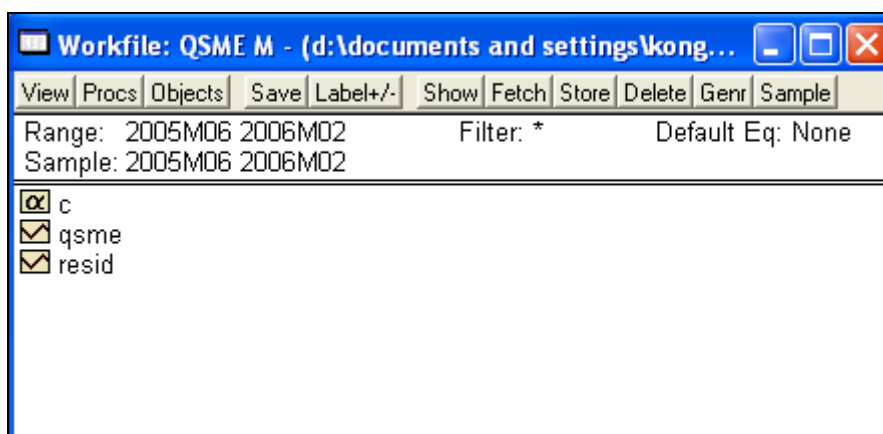 Workfile: QSME M - (d:\documents and settings\kong...
View Procs Objects Save Label+/- Show Fetch Store Delete Genr Sample
Range: 2005M06 2006M02 Filter: * Default Eq: None
Sample: 2005M06 2006M02
α c
qsme
resid